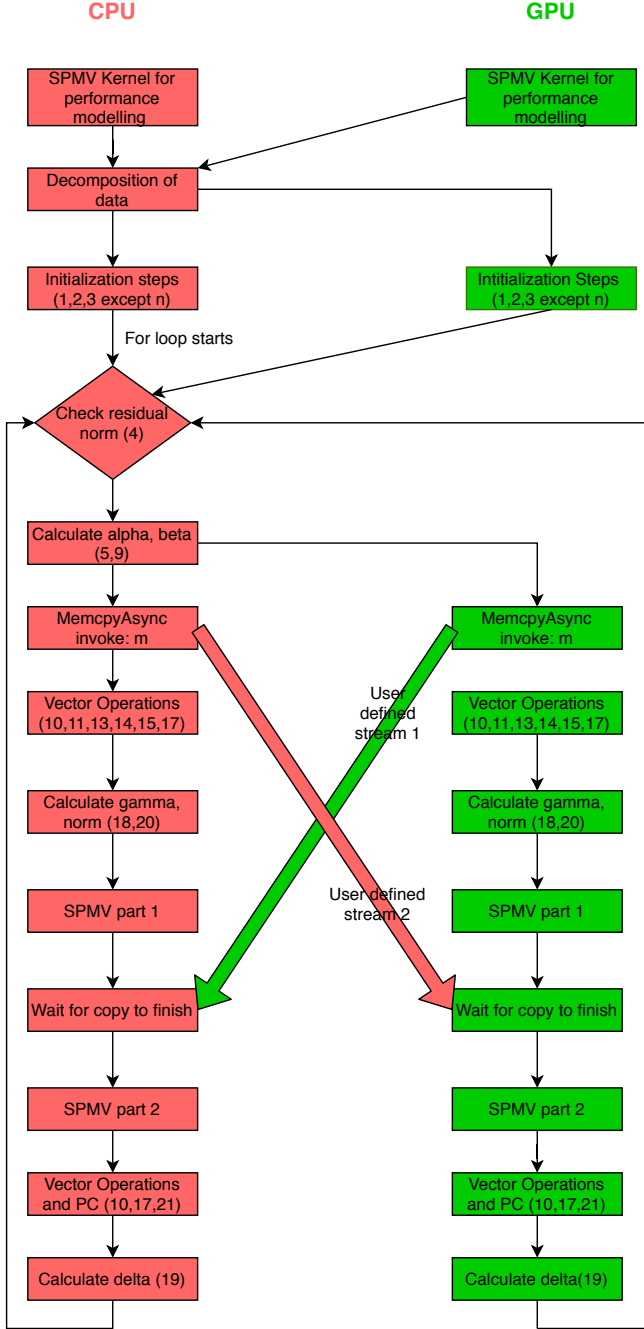 CPU
GPU
SPMV Kernel for
performance
modelling
SPMV Kernel for
performance
modelling
Decomposition of
data
Initialization steps
(1,2,3 except n)
Intitialization Steps
(1,2,3 except n)
For loop starts
Check residual
norm (4)
Calculate alpha, beta
(5,9)
MemcpyAsync
invoke: m
MemcpyAsync
invoke: m
User
defined
stream 1
Vector Operations
(10,11,13,14,15,17)
Vector Operations
(10,11,13,14,15,17)
Calculate gamma,
norm (18,20)
Calculate gamma,
norm (18,20)
User defined
stream 2
SPMV part 1
SPMV part 1
Wait for copy to finish
Wait for copy to finish
SPMV part 2
SPMV part 2
Vector Operations
and PC (10,17,21)
Vector Operations
and PC (10,17,21)
Calculate delta (19)
Calculate delta(19)